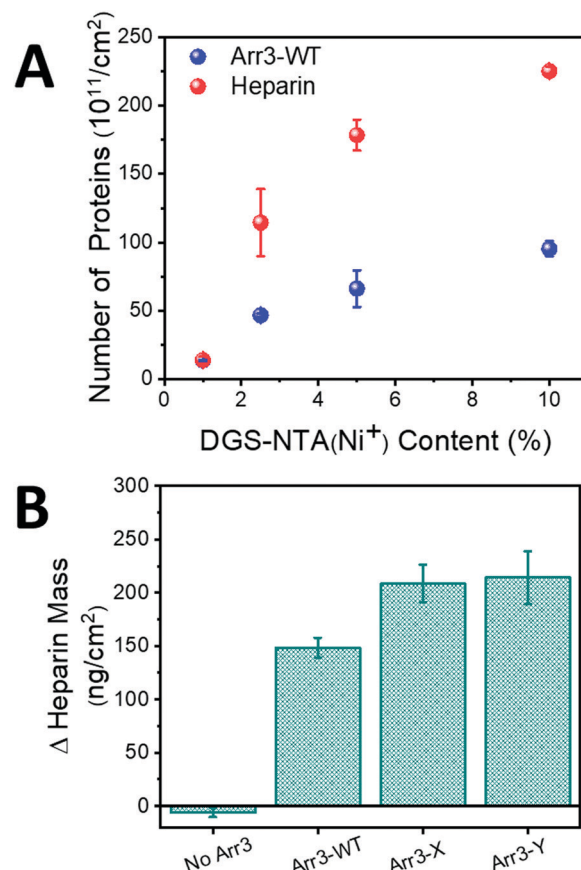 A
Arr3-WT
Heparin
Number of Proteins (10¹¹/cm²)
250
200
150
100
50
0
0 2 4 6 8 10
DGS-NTA(Ni⁺) Content (%)
B
Δ Heparin Mass
(ng/cm²)
300
250
200
150
100
50
0
No Arr3 Arr3-WT Arr3-X Arr3-Y